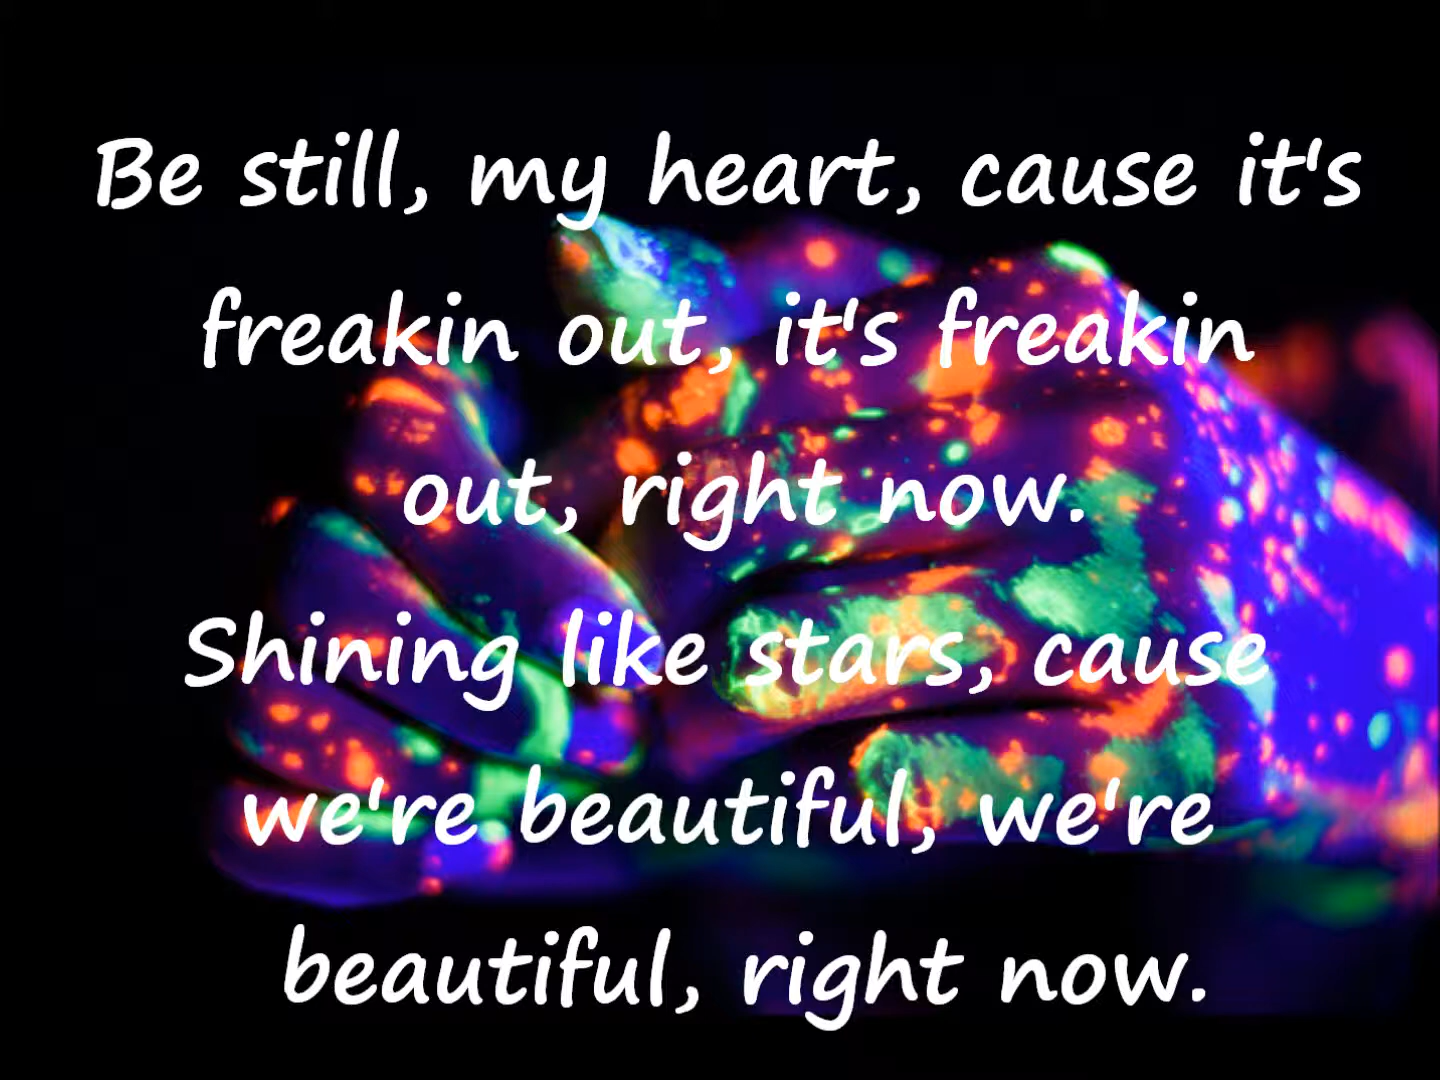 Be still, my heart, cause it's
freakin out, it's freakin
out, right now.
Shining like stars, cause
we're beautiful, we're
beautiful, right now.